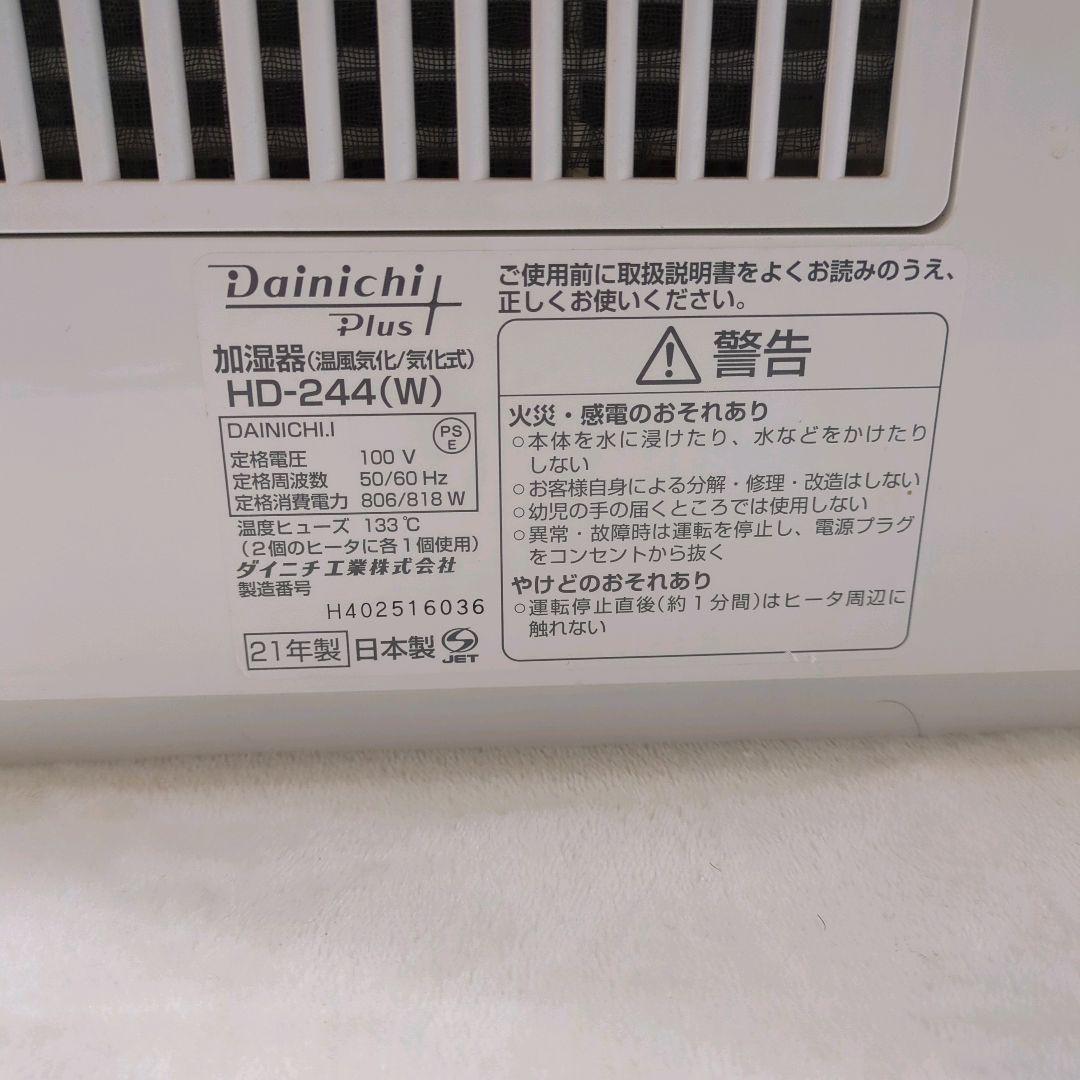 Dainichi
Plus
加湿器(温風気化/気化式)
HD-244(W)
DAINICHI.I
PS
E
定格電圧 100 V
定格周波数 50/60 Hz
定格消費電力 806/818 W
温度ヒューズ 133℃
(2個のヒータに各1個使用)
ダイニチ工業株式会社
製造番号
H402516036
21年製 日本製 JET
ご使用前に取扱説明書をよくお読みのうえ、
正しくお使いください。
警告
火災・感電のおそれあり
○本体を水に浸けたり、水などをかけたり
しない
○お客様自身による分解・修理・改造はしない
○幼児の手の届くところでは使用しない
○異常・故障時は運転を停止し、電源プラグ
をコンセントから抜く
やけどのおそれあり
○運転停止直後(約1分間)はヒータ周辺に
触れない